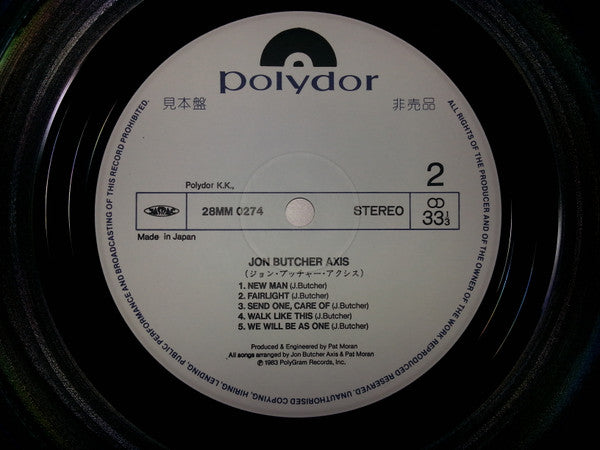 polydor
見本盤 非売品
Polydor K.K.,
2
JASRAC
28MM 0274
STEREO
33⅓
Made in Japan
JON BUTCHER AXIS
(ジョン・ブッチャー・アクシス)
1. NEW MAN (J.Butcher)
2. FAIRLIGHT (J.Butcher)
3. SEND ONE, CARE OF (J.Butcher)
4. WALK LIKE THIS (J.Butcher)
5. WE WILL BE AS ONE (J.Butcher)
Produced & Engineered by Pat Moran
All songs arranged by Jon Butcher Axis & Pat Moran
℗ 1983 PolyGram Records, Inc.
ALL RIGHTS OF THE PRODUCER AND OF THE OWNER OF THE WORK REPRODUCED RESERVED. UNAUTHORIZED COPYING, HIRING, LENDING, PUBLIC PERFORMANCE AND BROADCASTING OF THIS RECORD PROHIBITED.